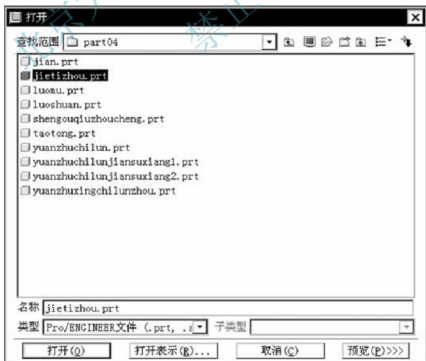 打开
查找范围 part04
jian.prt
jietizhou.prt
luomu.prt
luoshuan.prt
shengouqiuzhoucheng.prt
taotong.prt
yuanzhuchilun.prt
yuanzhuchilunjiansuxiang1.prt
yuanzhuchilunjiansuxiang2.prt
yuanzhuxingchilunzhou.prt
名称 jietizhou.prt
类型 Pro/ENGINEER文件 (.prt, . 子类型
打开(O) 打开表示(R)... 取消(C) 预览(P)>>>
禁止